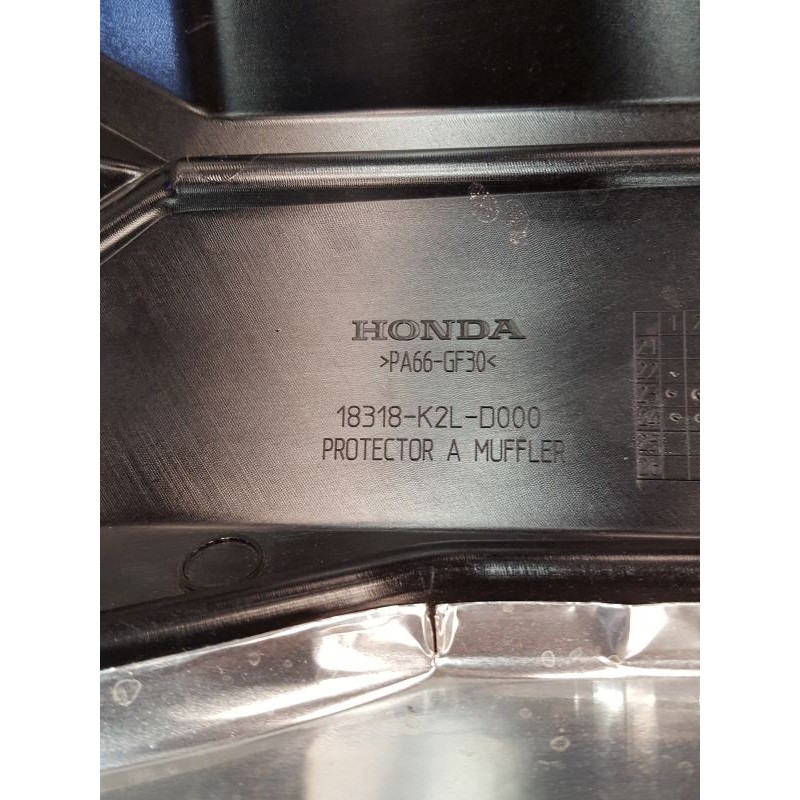 HONDA
>PA66-GF30<
18318-K2L-D000
PROTECTOR A MUFFLER